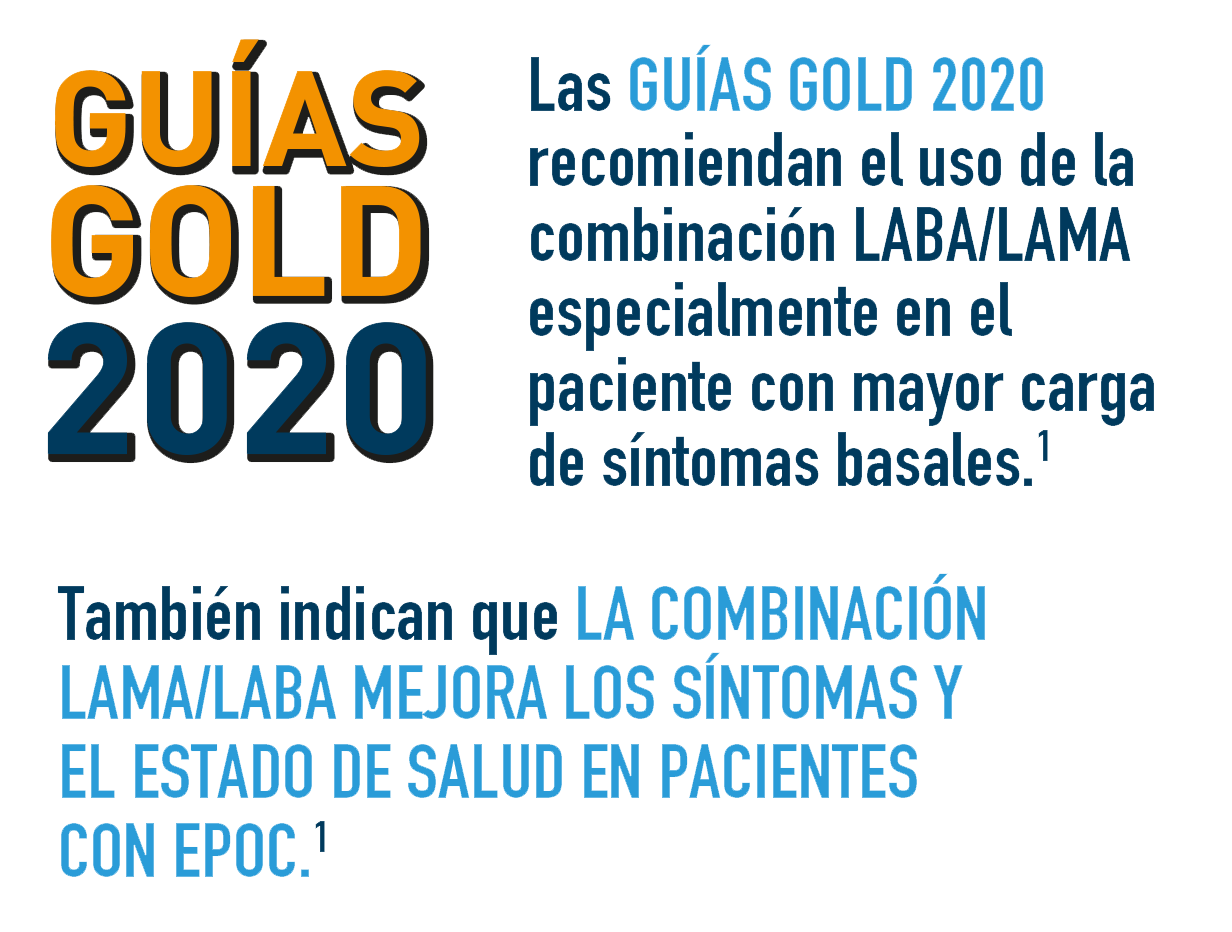 GUÍAS
GOLD
2020
Las GUÍAS GOLD 2020
recomiendan el uso de la
combinación LABA/LAMA
especialmente en el
paciente con mayor carga
de síntomas basales.1
También indican que LA COMBINACIÓN
LAMA/LABA MEJORA LOS SÍNTOMAS Y
EL ESTADO DE SALUD EN PACIENTES
CON EPOC.1